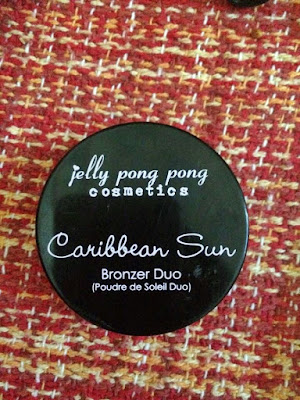 jelly pong pong
cosmetics
Caribbean Sun
Bronzer Duo
(Poudre de Soleil Duo)